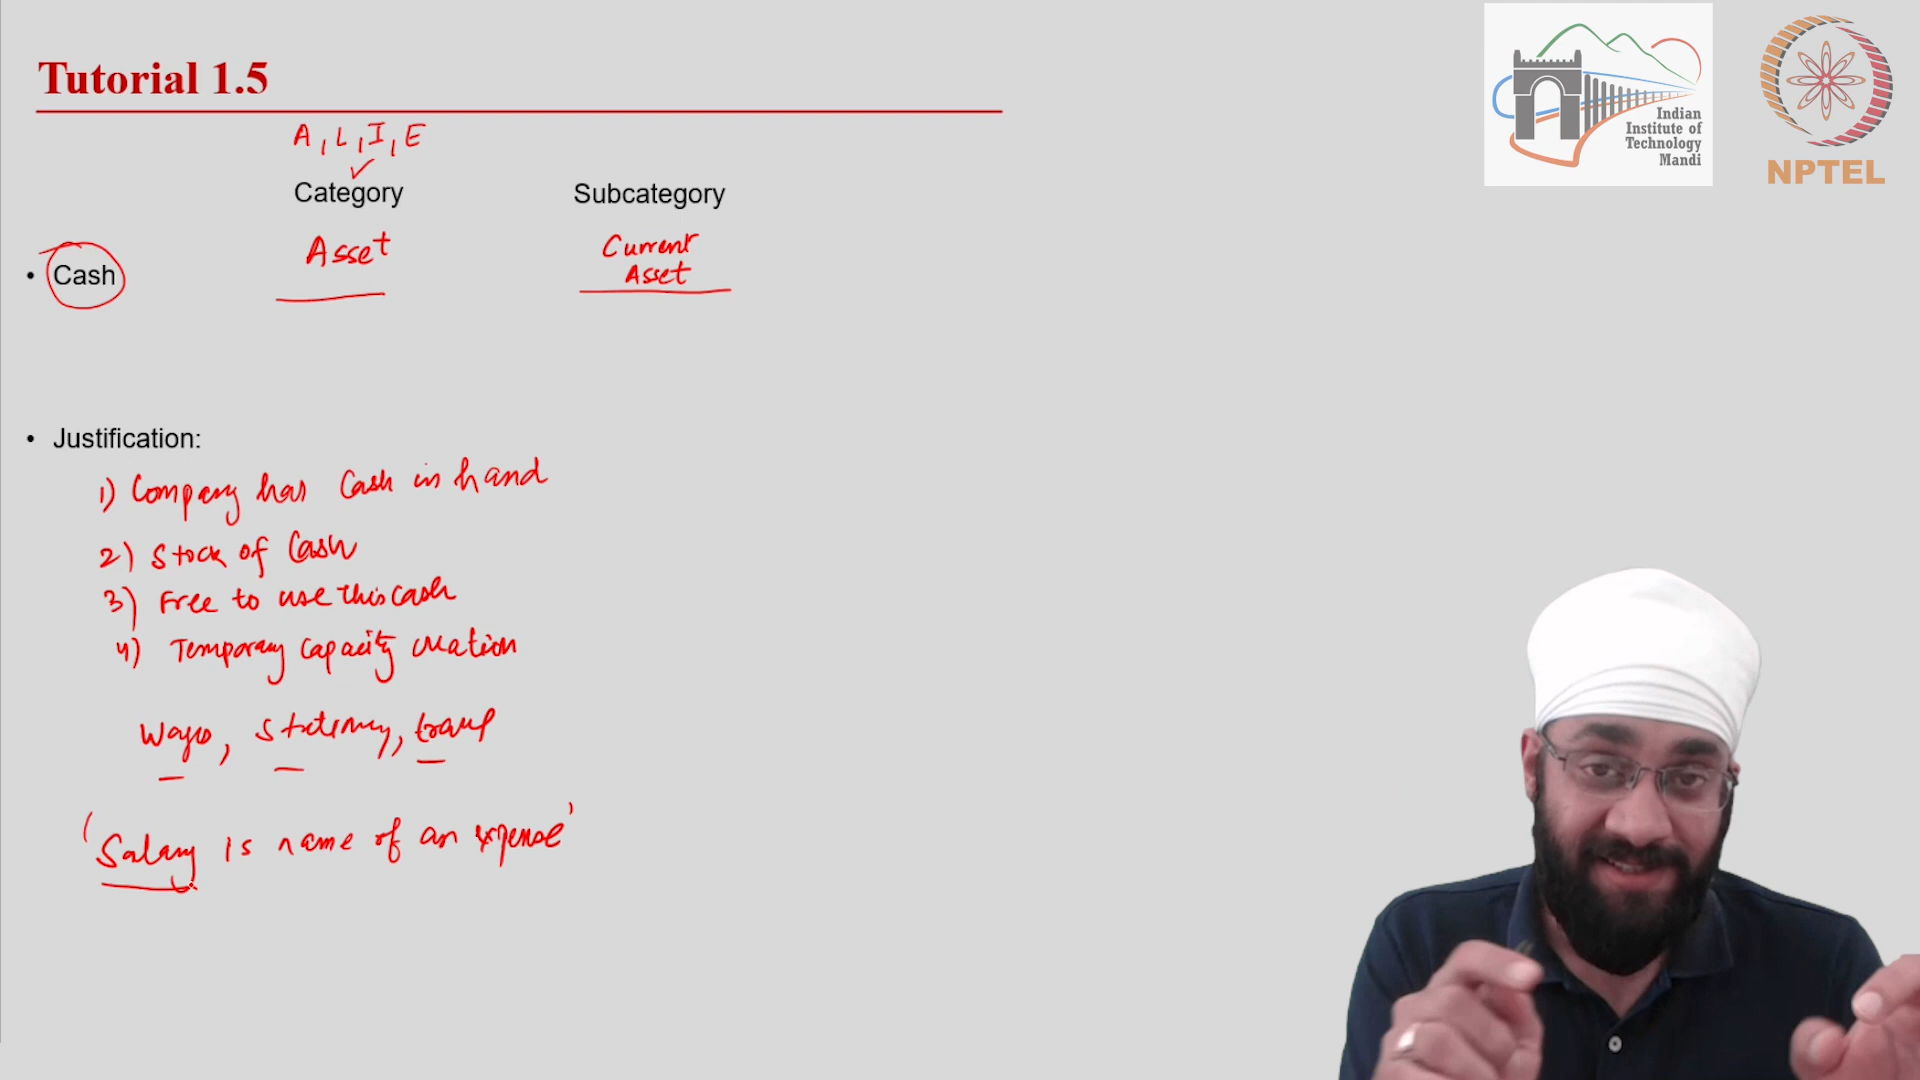 Tutorial 1.5
A, L, I, E
Category
Subcategory
• Cash
Asset
Current
Asset
• Justification:
1) Company has Cash in hand
2) Stock of Cash
3) Free to use this cash
4) Temporary capacity creation
Wages, Stationery, travel
'Salary is name of an expense'
Indian
Institute of
Technology
Mandi
NPTEL